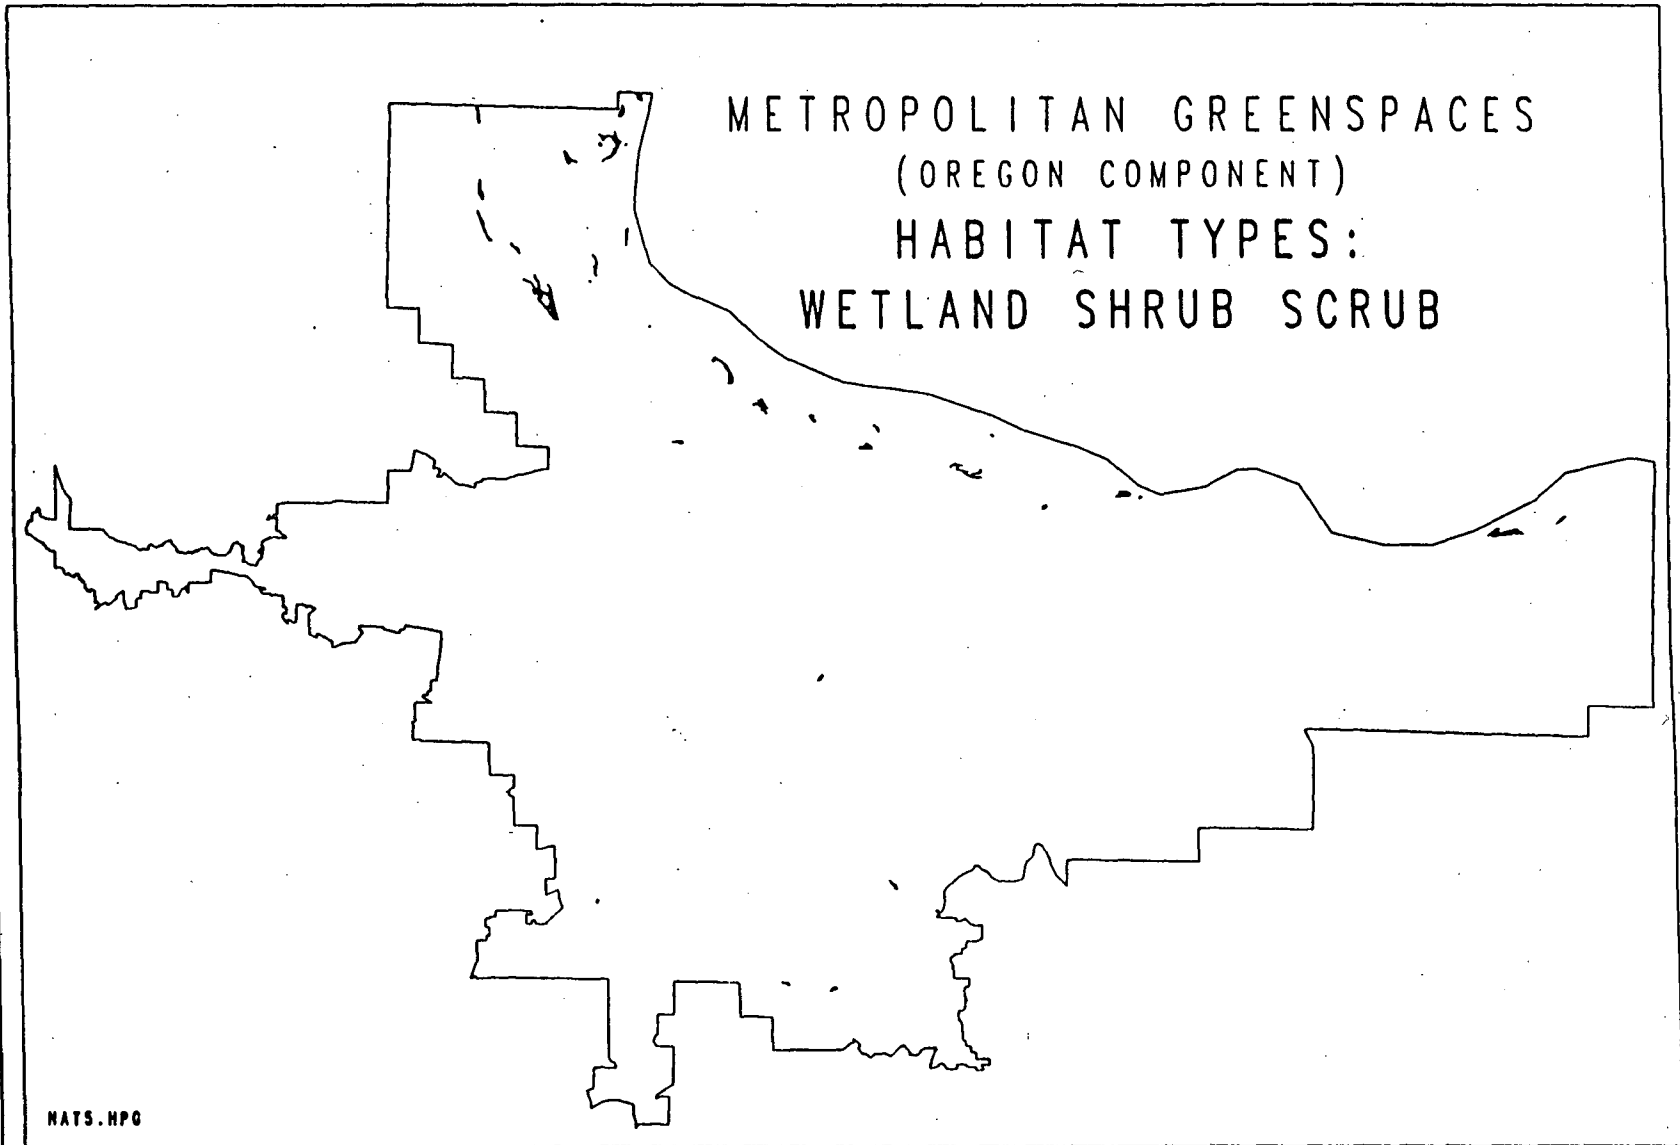 METROPOLITAN GREENSPACES
(OREGON COMPONENT)
HABITAT TYPES:
WETLAND SHRUB SCRUB
NATS.HPG